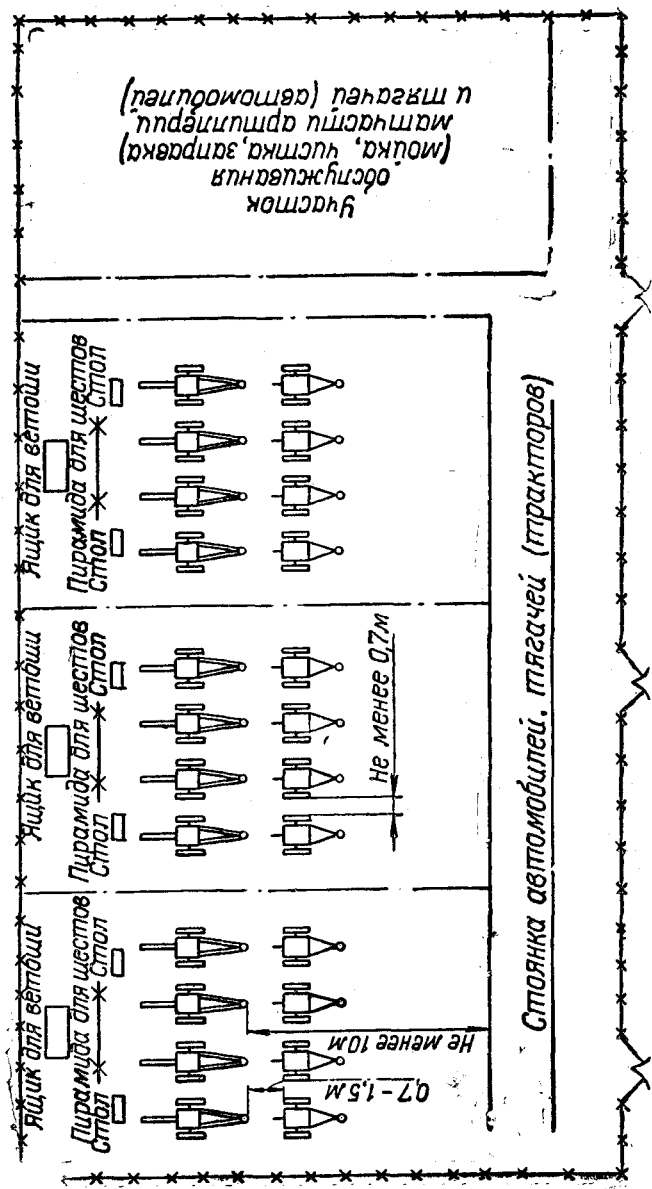 Участок
обслуживания
(мойка, чистка, заправка)
матчасти артиллерии
и тягачей (автомобилей)
Ящик для ветоши
Пирамида для шестов
Стол
Стол
Ящик для ветоши
Пирамида для шестов
Стол
Стол
Ящик для ветоши
Пирамида для шестов
Стол
Стол
Не менее 0,7м
Не менее 10м
0,7-1,5м
Стоянка автомобилей, тягачей (тракторов)